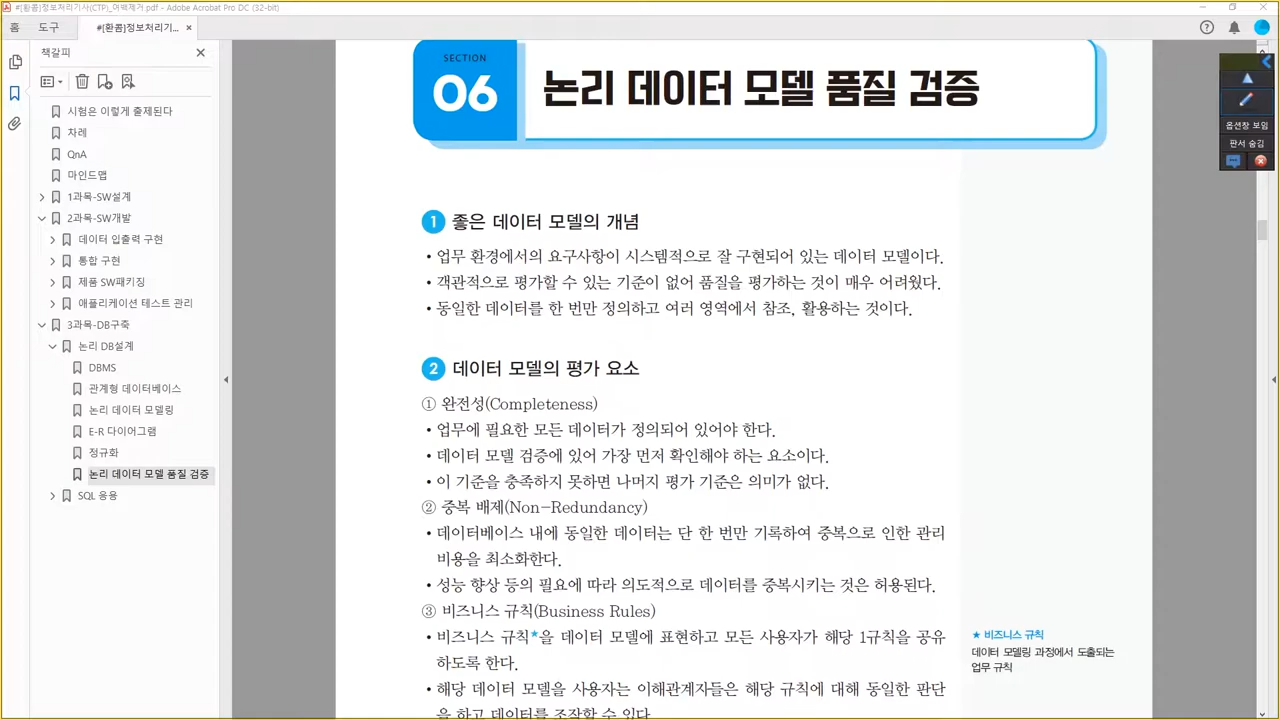 #[환콤]정보처리기사(CTP)_여백제거.pdf - Adobe Acrobat Pro DC (32-bit)
홈 도구 #[환콤]정보처리기... ×
책갈피
시험은 이렇게 출제된다
차례
QnA
마인드맵
1과목-SW설계
2과목-SW개발
데이터 입출력 구현
통합 구현
제품 SW패키징
애플리케이션 테스트 관리
3과목-DB구축
논리 DB설계
DBMS
관계형 데이터베이스
논리 데이터 모델링
E-R 다이어그램
정규화
논리 데이터 모델 품질 검증
SQL 응용
SECTION
06
논리 데이터 모델 품질 검증
1 좋은 데이터 모델의 개념
• 업무 환경에서의 요구사항이 시스템적으로 잘 구현되어 있는 데이터 모델이다.
• 객관적으로 평가할 수 있는 기준이 없어 품질을 평가하는 것이 매우 어려웠다.
• 동일한 데이터를 한 번만 정의하고 여러 영역에서 참조, 활용하는 것이다.
2 데이터 모델의 평가 요소
① 완전성(Completeness)
• 업무에 필요한 모든 데이터가 정의되어 있어야 한다.
• 데이터 모델 검증에 있어 가장 먼저 확인해야 하는 요소이다.
• 이 기준을 충족하지 못하면 나머지 평가 기준은 의미가 없다.
② 중복 배제(Non-Redundancy)
• 데이터베이스 내에 동일한 데이터는 단 한 번만 기록하여 중복으로 인한 관리
비용을 최소화한다.
• 성능 향상 등의 필요에 따라 의도적으로 데이터를 중복시키는 것은 허용된다.
③ 비즈니스 규칙(Business Rules)
• 비즈니스 규칙★을 데이터 모델에 표현하고 모든 사용자가 해당 1규칙을 공유
하도록 한다.
• 해당 데이터 모델을 사용자는 이해관계자들은 해당 규칙에 대해 동일한 판단
을 하고 데이터를 조작할 수 있다.
★ 비즈니스 규칙
데이터 모델링 과정에서 도출되는
업무 규칙
옵션창 보임
판서 숨김